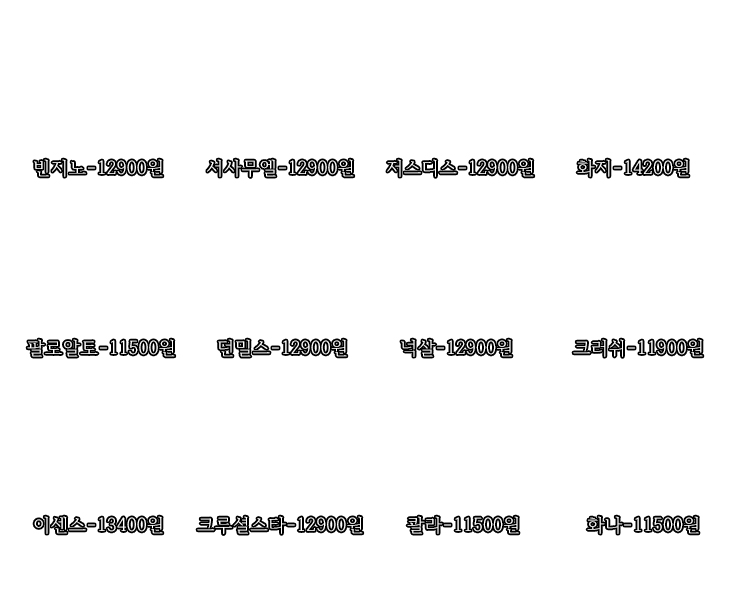 빈지노-12900원 서사무엘-12900원 저스디스-12900원 화지-14200원
팔로알토-11500원 던밀스-12900원 넉살-12900원 크러쉬-11900원
이센스-13400원 크루셜스타-12900원 콸라-11500원 화나-11500원